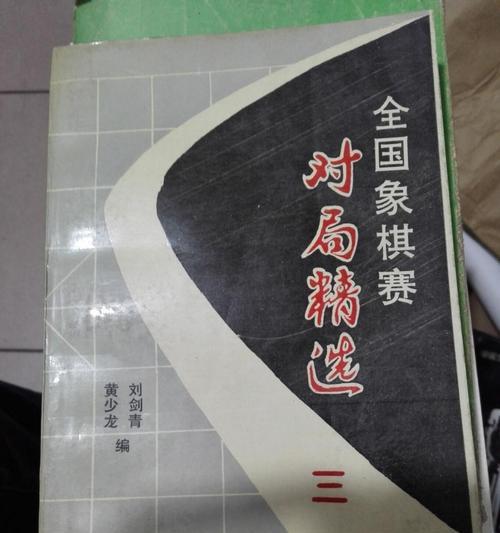 全国象棋赛
对局精选
三
刘剑青
黄少龙
编